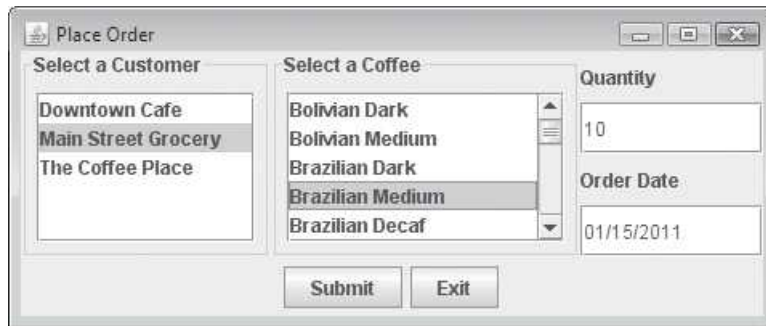 Place Order
Select a Customer
Downtown Cafe
Main Street Grocery
The Coffee Place
Select a Coffee
Bolivian Dark
Bolivian Medium
Brazilian Dark
Brazilian Medium
Brazilian Decaf
Quantity
10
Order Date
01/15/2011
Submit
Exit